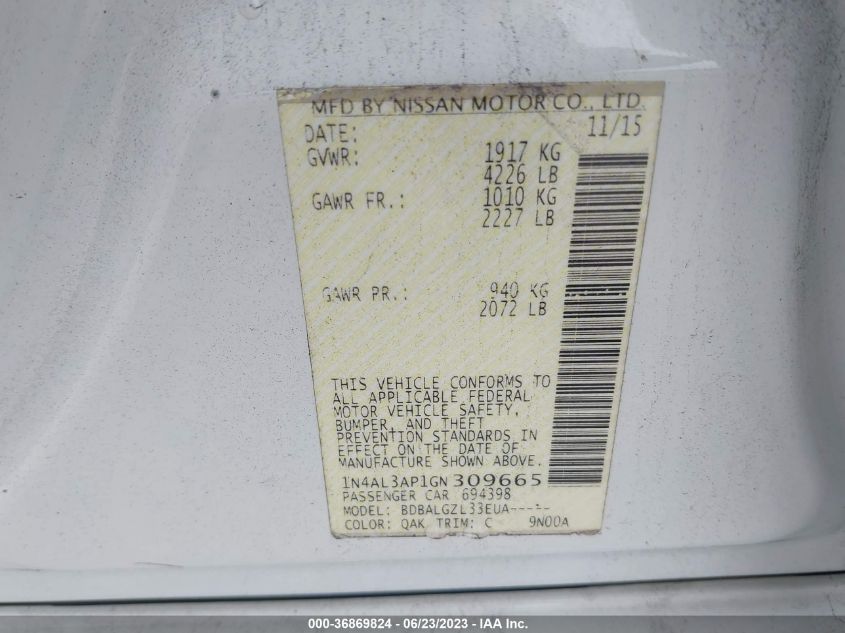 MFD BY NISSAN MOTOR CO., LTD.
DATE: 11/15
GVWR: 1917 KG
4226 LB
GAWR FR.: 1010 KG
2227 LB
GAWR PR.: 940 KG
2072 LB
THIS VEHICLE CONFORMS TO
ALL APPLICABLE FEDERAL
MOTOR VEHICLE SAFETY,
BUMPER, AND THEFT
PREVENTION STANDARDS IN
EFFECT ON THE DATE OF
MANUFACTURE SHOWN ABOVE.
1N4AL3AP1GN309665
PASSENGER CAR 694398
MODEL: BDBALGZL33EUA-----
COLOR: QAK TRIM: C 9N00A
000-36869824 - 06/23/2023 - IAA Inc.